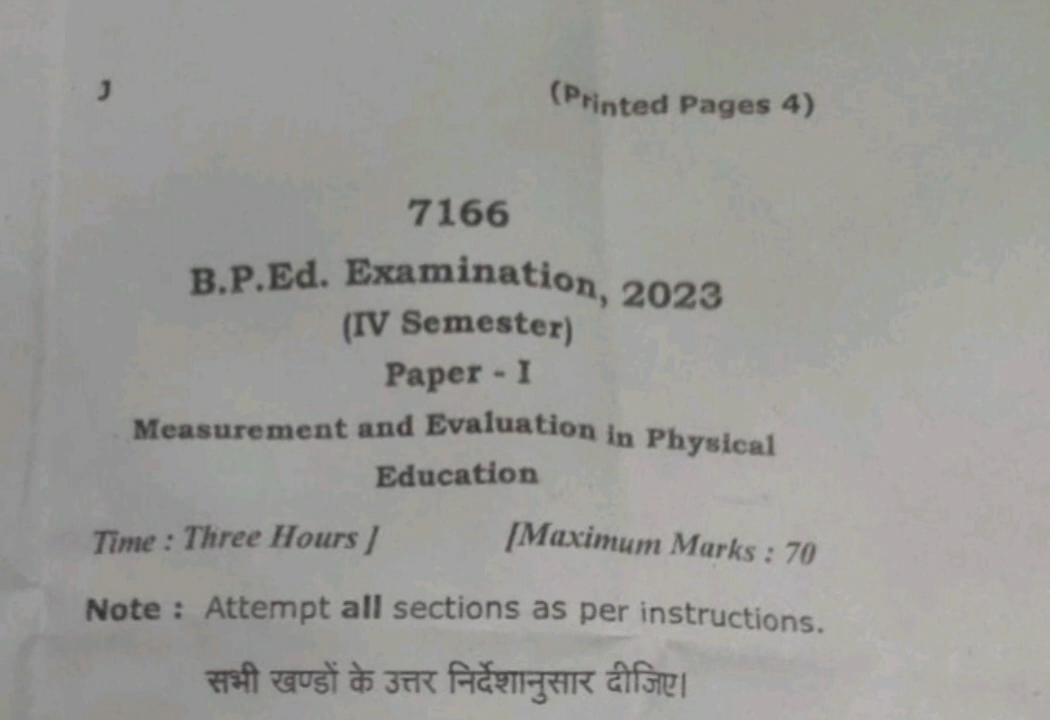 J
(Printed Pages 4)
7166
B.P.Ed. Examination, 2023
(IV Semester)
Paper - I
Measurement and Evaluation in Physical
Education
Time : Three Hours ]
[Maximum Marks : 70
Note : Attempt all sections as per instructions.
सभी खण्डों के उत्तर निर्देशानुसार दीजिए।